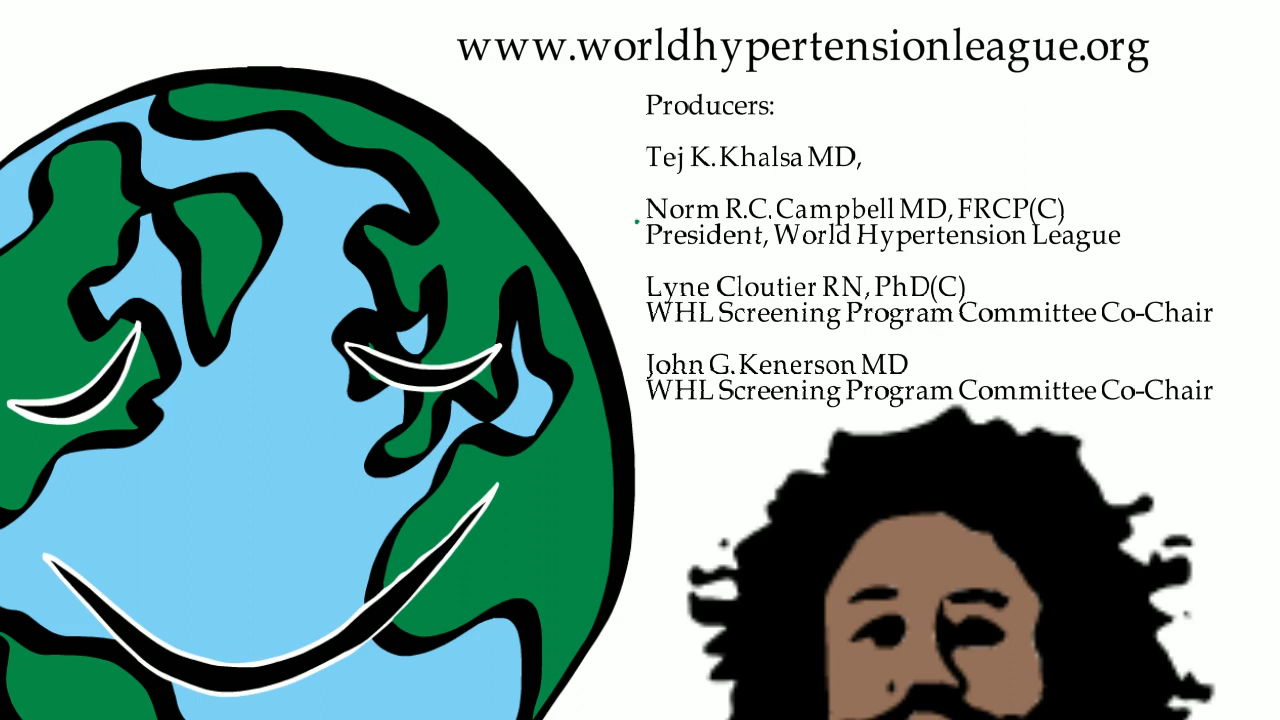 www.worldhypertensionleague.org
Producers:
Tej K. Khalsa MD,
Norm R.C. Campbell MD, FRCP(C)
President, World Hypertension League
Lyne Cloutier RN, PhD(C)
WHL Screening Program Committee Co-Chair
John G. Kenerson MD
WHL Screening Program Committee Co-Chair